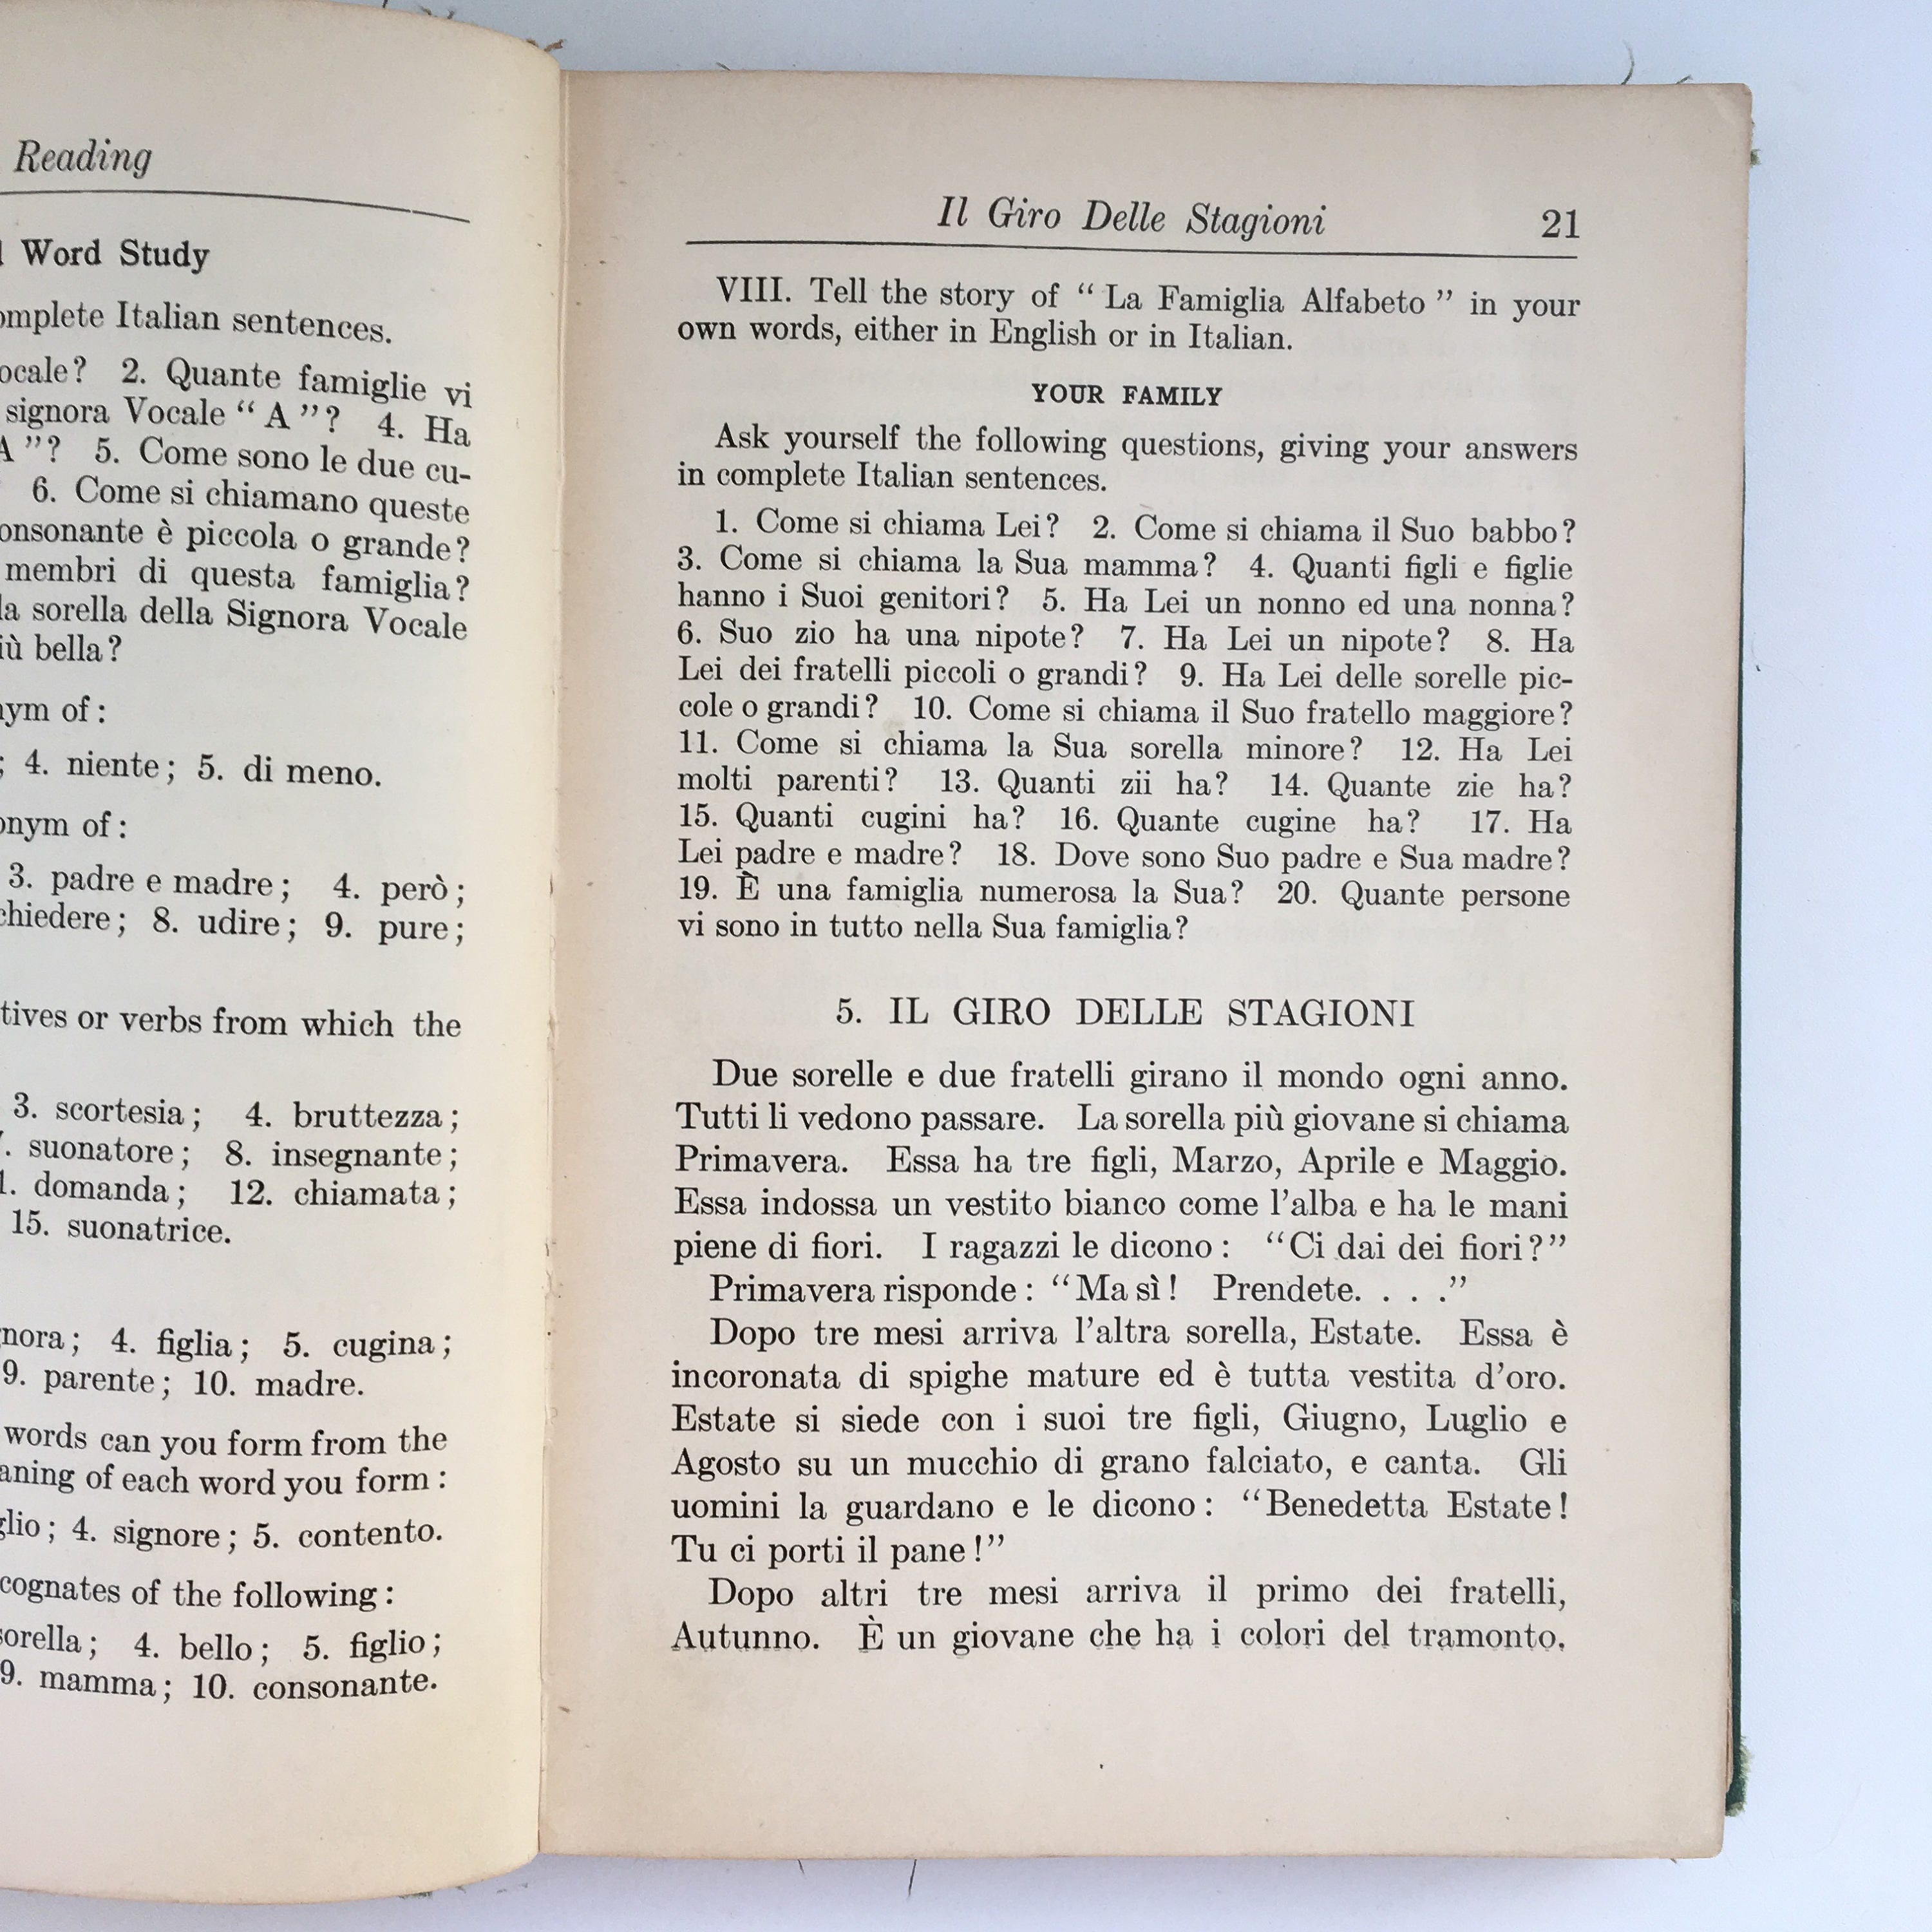 Reading
Word Study
omplete Italian sentences.
ocale? 2. Quante famiglie vi
signora Vocale “ A ”? 4. Ha
A ”? 5. Come sono le due cu-
6. Come si chiamano queste
onsonante è piccola o grande?
membri di questa famiglia?
la sorella della Signora Vocale
iù bella?
nym of:
; 4. niente; 5. di meno.
onym of:
3. padre e madre; 4. però;
chiedere; 8. udire; 9. pure;
tives or verbs from which the
3. scortesia; 4. bruttezza;
7. suonatore; 8. insegnante;
1. domanda; 12. chiamata;
15. suonatrice.
nora; 4. figlia; 5. cugina;
9. parente; 10. madre.
words can you form from the
aning of each word you form:
glio; 4. signore; 5. contento.
cognates of the following:
sorella; 4. bello; 5. figlio;
9. mamma; 10. consonante.
Il Giro Delle Stagioni 21
VIII. Tell the story of “ La Famiglia Alfabeto ” in your
own words, either in English or in Italian.
YOUR FAMILY
Ask yourself the following questions, giving your answers
in complete Italian sentences.
1. Come si chiama Lei? 2. Come si chiama il Suo babbo?
3. Come si chiama la Sua mamma? 4. Quanti figli e figlie
hanno i Suoi genitori? 5. Ha Lei un nonno ed una nonna?
6. Suo zio ha una nipote? 7. Ha Lei un nipote? 8. Ha
Lei dei fratelli piccoli o grandi? 9. Ha Lei delle sorelle pic-
cole o grandi? 10. Come si chiama il Suo fratello maggiore?
11. Come si chiama la Sua sorella minore? 12. Ha Lei
molti parenti? 13. Quanti zii ha? 14. Quante zie ha?
15. Quanti cugini ha? 16. Quante cugine ha? 17. Ha
Lei padre e madre? 18. Dove sono Suo padre e Sua madre?
19. È una famiglia numerosa la Sua? 20. Quante persone
vi sono in tutto nella Sua famiglia?
5. IL GIRO DELLE STAGIONI
Due sorelle e due fratelli girano il mondo ogni anno.
Tutti li vedono passare. La sorella più giovane si chiama
Primavera. Essa ha tre figli, Marzo, Aprile e Maggio.
Essa indossa un vestito bianco come l’alba e ha le mani
piene di fiori. I ragazzi le dicono: “Ci dai dei fiori?”
Primavera risponde: “Ma sì! Prendete. . . .”
Dopo tre mesi arriva l’altra sorella, Estate. Essa è
incoronata di spighe mature ed è tutta vestita d’oro.
Estate si siede con i suoi tre figli, Giugno, Luglio e
Agosto su un mucchio di grano falciato, e canta. Gli
uomini la guardano e le dicono: “Benedetta Estate!
Tu ci porti il pane!”
Dopo altri tre mesi arriva il primo dei fratelli,
Autunno. È un giovane che ha i colori del tramonto.